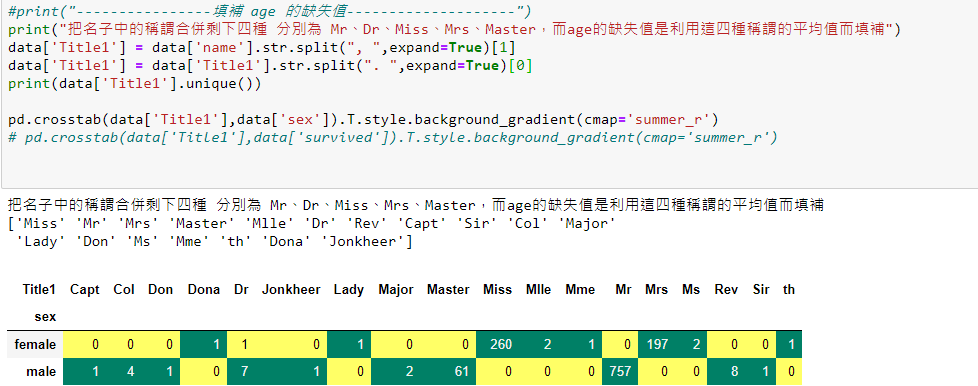 #print("----------------填補 age 的缺失值--------------------")
print("把名子中的稱謂合併剩下四種 分別為 Mr、Dr、Miss、Mrs、Master，而age的缺失值是利用這四種稱謂的平均值而填補")
data['Title1'] = data['name'].str.split(", ",expand=True)[1]
data['Title1'] = data['Title1'].str.split(". ",expand=True)[0]
print(data['Title1'].unique())
pd.crosstab(data['Title1'],data['sex']).T.style.background_gradient(cmap='summer_r')
# pd.crosstab(data['Title1'],data['survived']).T.style.background_gradient(cmap='summer_r')
把名子中的稱謂合併剩下四種 分別為 Mr、Dr、Miss、Mrs、Master，而age的缺失值是利用這四種稱謂的平均值而填補
['Miss' 'Mr' 'Mrs' 'Master' 'Mlle' 'Dr' 'Rev' 'Capt' 'Sir' 'Col' 'Major'
'Lady' 'Don' 'Ms' 'Mme' 'th' 'Dona' 'Jonkheer']
Title1 Capt Col Don Dona Dr Jonkheer Lady Major Master Miss Mlle Mme Mr Mrs Ms Rev Sir th
sex
female 0 0 0 1 1 0 1 0 0 260 2 1 0 197 2 0 0 1
male 1 4 1 0 7 1 0 2 61 0 0 0 757 0 0 8 1 0